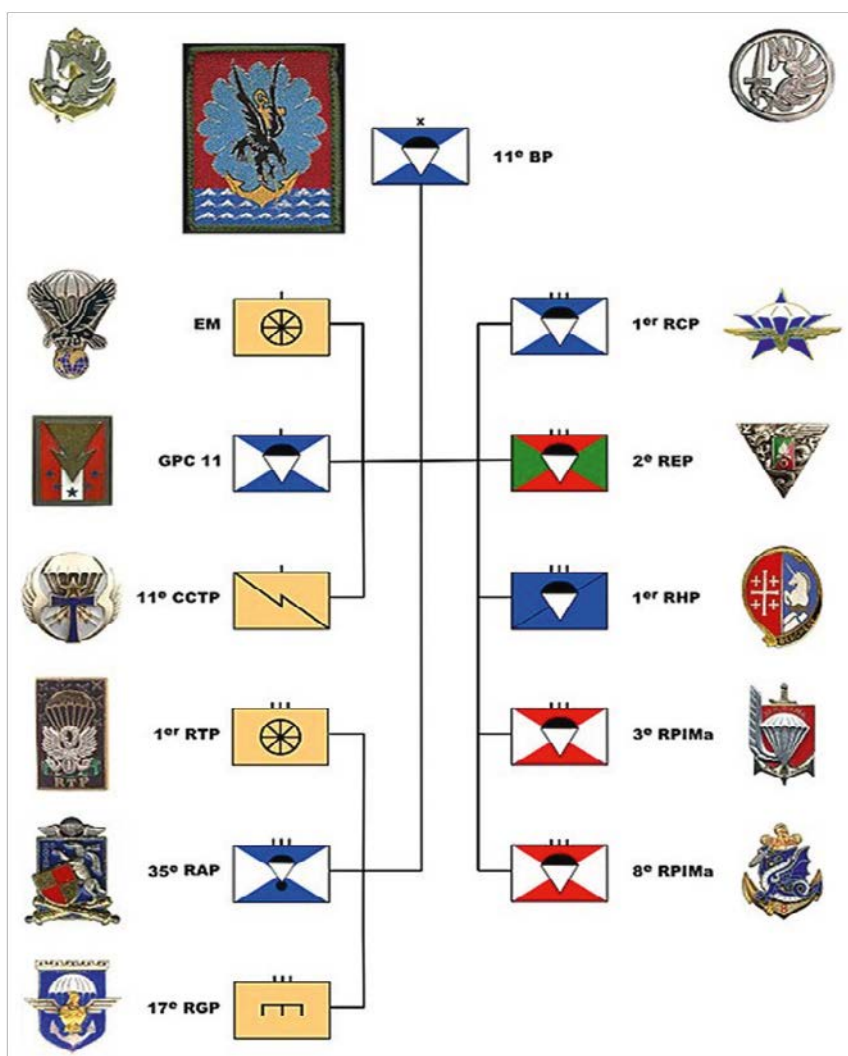 x
11e BP
EM
1er RCP
GPC 11
2e REP
11e CCTP
1er RHP
1er RTP
3e RPIMa
35e RAP
8e RPIMa
17e RGP
RTP